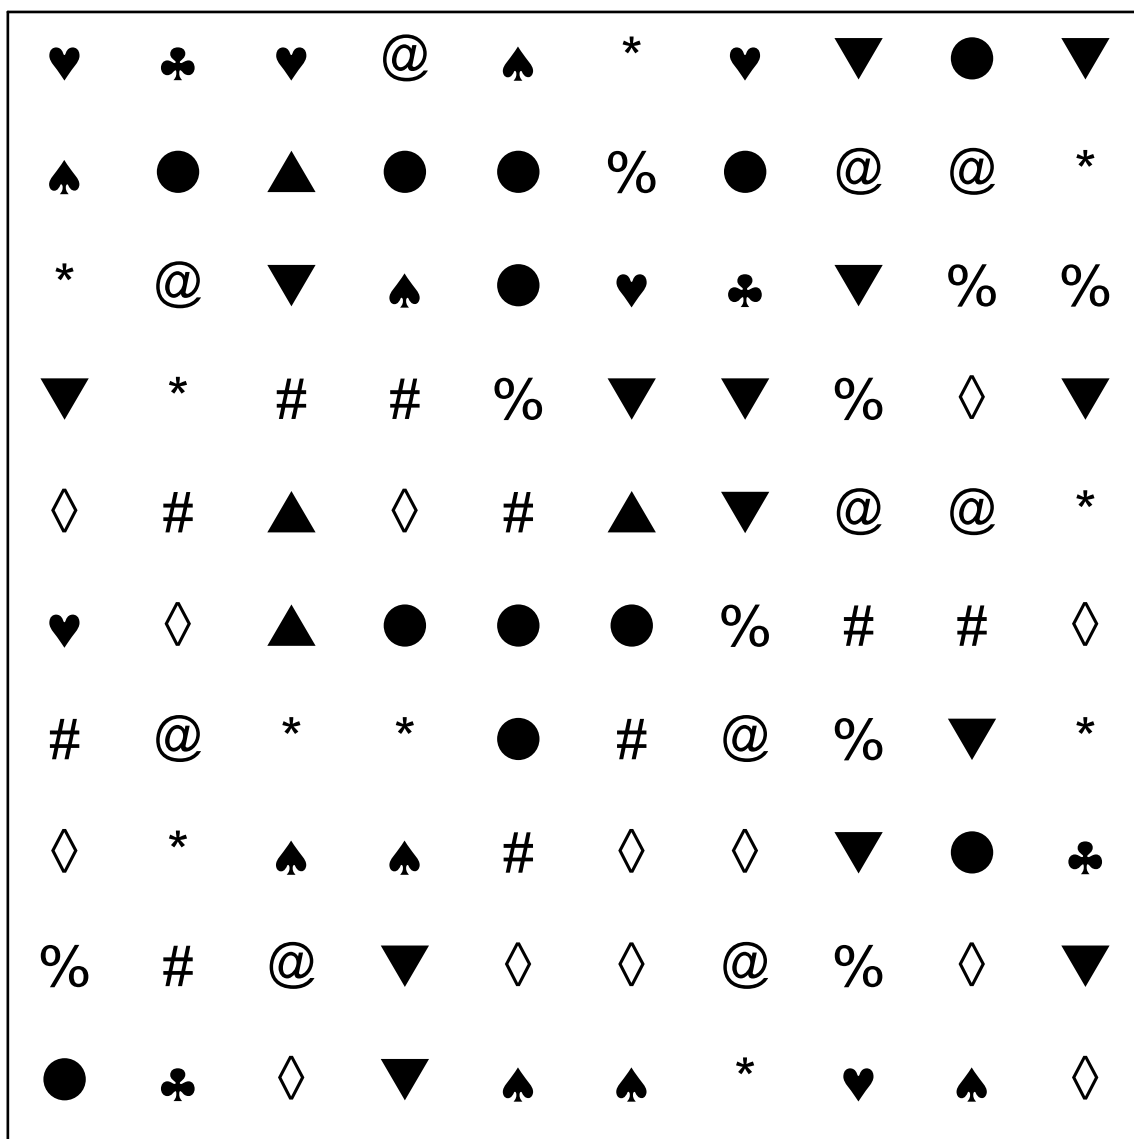 ♥ ♣ ♥ @ ♠ * ♥ ▼ ● ▼
♠ ● ▲ ● ● % ● @ @ *
* @ ▼ ♠ ● ♥ ♣ ▼ % %
▼ * # # % ▼ ▼ % ◊ ▼
◊ # ▲ ◊ # ▲ ▼ @ @ *
♥ ◊ ▲ ● ● ● % # # ◊
# @ * * ● # @ % ▼ *
◊ * ♠ ♠ # ◊ ◊ ▼ ● ♣
% # @ ▼ ◊ ◊ @ % ◊ ▼
● ♣ ◊ ▼ ♠ ♠ * ♥ ♠ ◊